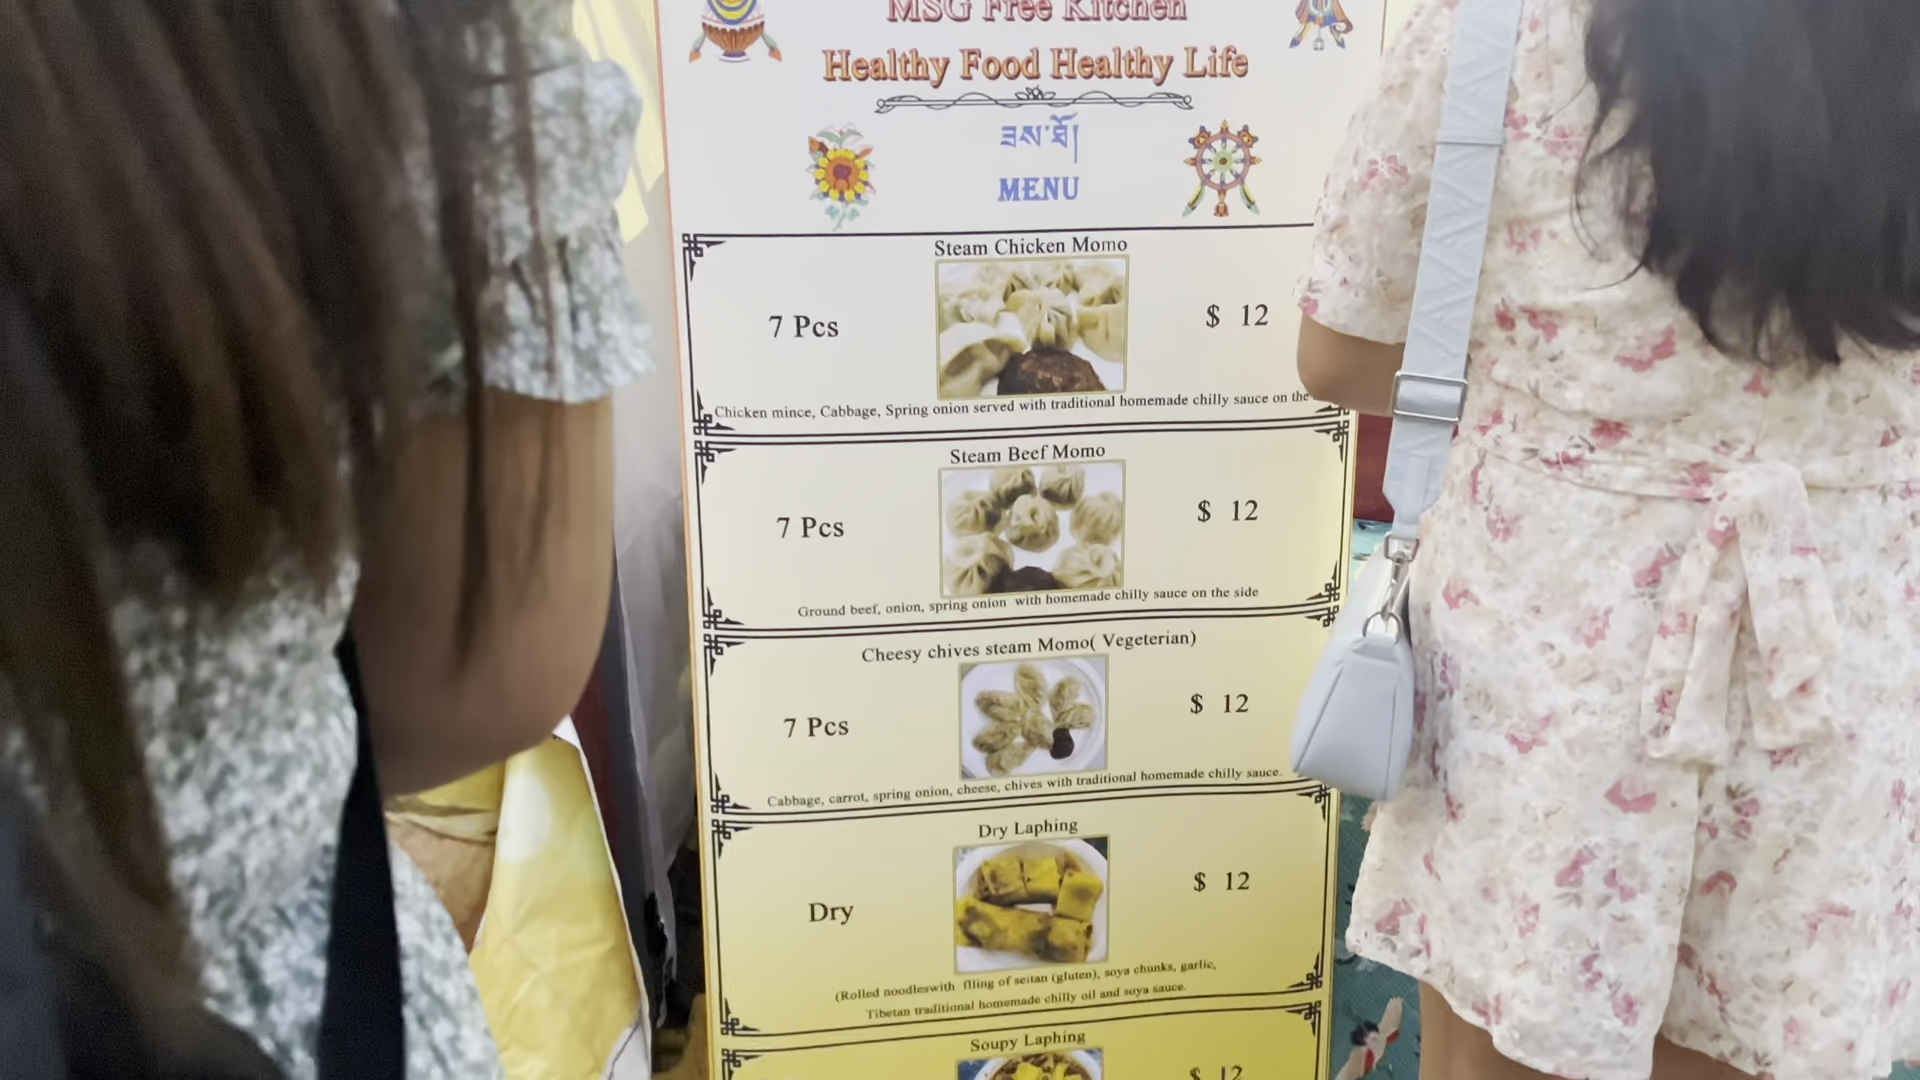 MSG Free Kitchen
Healthy Food Healthy Life
ཟས་ཐོ།
MENU
Steam Chicken Momo
7 Pcs
$ 12
Chicken mince, Cabbage, Spring onion served with traditional homemade chilly sauce on the
Steam Beef Momo
7 Pcs
$ 12
Ground beef, onion, spring onion with homemade chilly sauce on the side
Cheesy chives steam Momo( Vegeterian)
7 Pcs
$ 12
Cabbage, carrot, spring onion, cheese, chives with traditional homemade chilly sauce.
Dry Laphing
Dry
$ 12
(Rolled noodleswith flling of seitan (gluten), soya chunks, garlic,
Tibetan traditional homemade chilly oil and soya sauce.
Soupy Laphing
$ 12